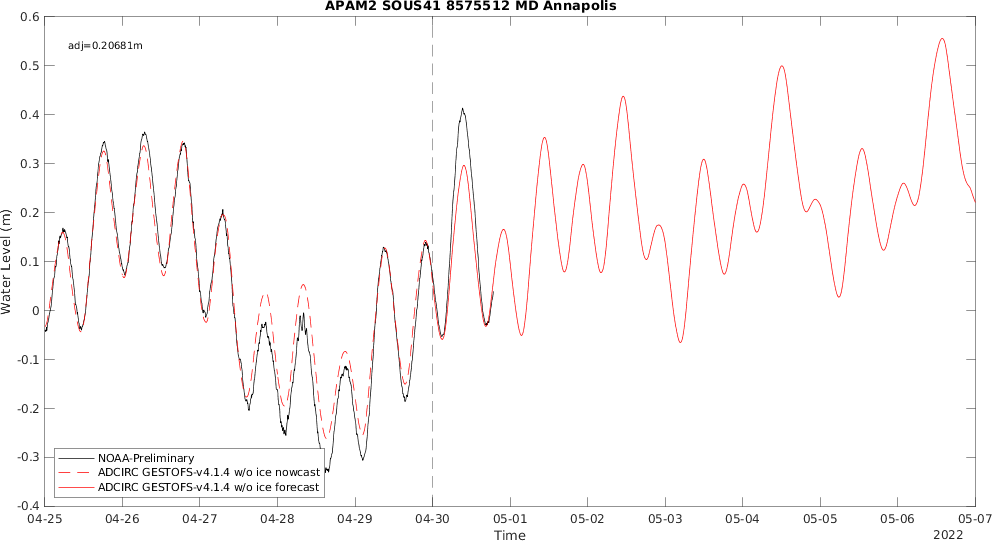 APAM2 SOUS41 8575512 MD Annapolis
adj=0.20681m
0.6
0.5
0.4
0.3
0.2
0.1
0
-0.1
-0.2
-0.3
-0.4
Water Level (m)
NOAA-Preliminary
ADCIRC GESTOFS-v4.1.4 w/o ice nowcast
ADCIRC GESTOFS-v4.1.4 w/o ice forecast
04-25 04-26 04-27 04-28 04-29 04-30 05-01 05-02 05-03 05-04 05-05 05-06 05-07
Time
2022